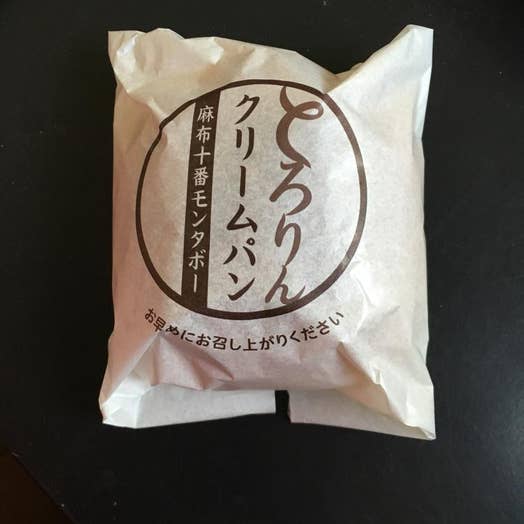 とろりん
クリームパン
麻布十番モンタボー
お早めにお召し上がりください